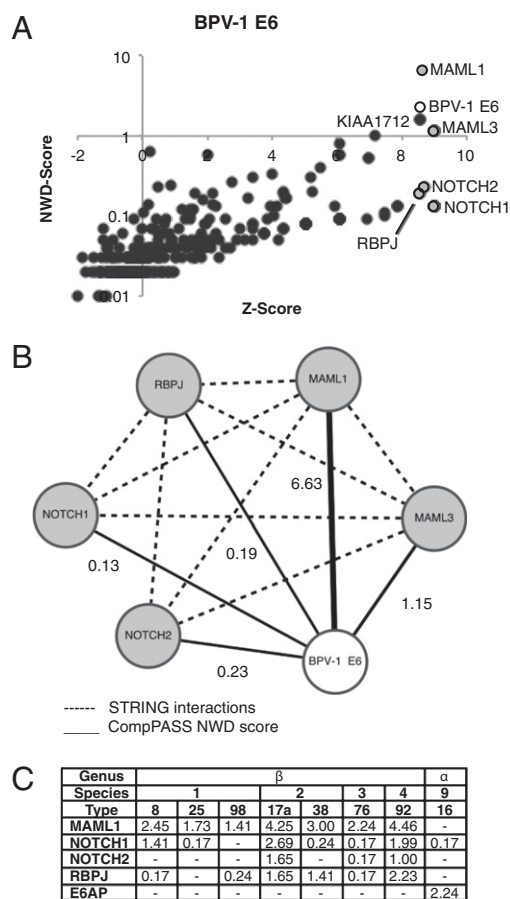 A
BPV-1 E6
10
MAML1
BPV-1 E6
KIAA1712
MAML3
1
-2 0 2 4 6 8 10
NWD-Score
NOTCH2
0.1
NOTCH1
RBPJ
0.01
Z-Score
B
RBPJ
MAML1
6.63
NOTCH1
MAML3
0.13
0.19
1.15
NOTCH2
BPV-1 E6
0.23
------ STRING interactions
____ CompPASS NWD score
C
Genus β α
Species 1 2 3 4 9
Type 8 25 98 17a 38 76 92 16
MAML1 2.45 1.73 1.41 4.25 3.00 2.24 4.46 -
NOTCH1 1.41 0.17 - 2.69 0.24 0.17 1.99 0.17
NOTCH2 - - - 1.65 - 0.17 1.00 -
RBPJ 0.17 - 0.24 1.65 1.41 0.17 2.23 -
E6AP - - - - - - - 2.24